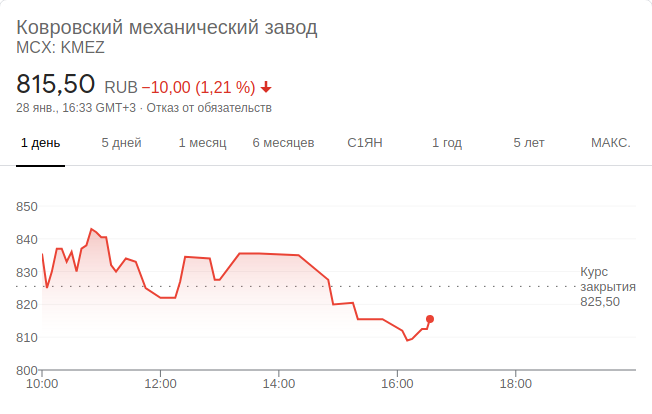 Ковровский механический завод
MCX: KMEZ
815,50 RUB −10,00 (1,21 %)
28 янв., 16:33 GMT+3 · Отказ от обязательств
1 день 5 дней 1 месяц 6 месяцев С1ЯН 1 год 5 лет МАКС.
850
840
830
820
810
800
Курс
закрытия
825,50
10:00 12:00 14:00 16:00 18:00